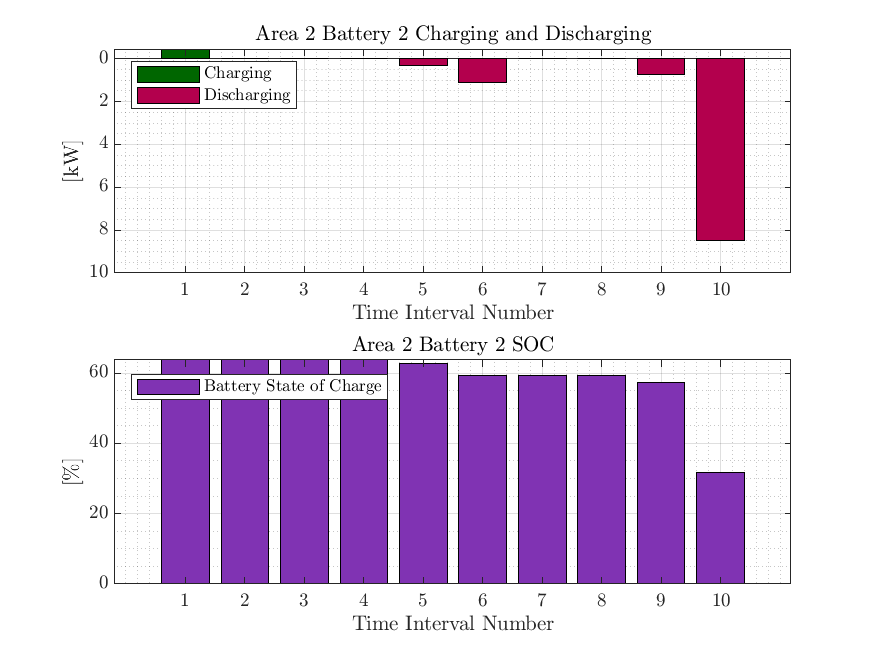 Area 2 Battery 2 Charging and Discharging
0
2
4
6
8
10
[kW]
Charging
Discharging
1 2 3 4 5 6 7 8 9 10
Time Interval Number
Area 2 Battery 2 SOC
60
40
20
0
[%]
Battery State of Charge
1 2 3 4 5 6 7 8 9 10
Time Interval Number